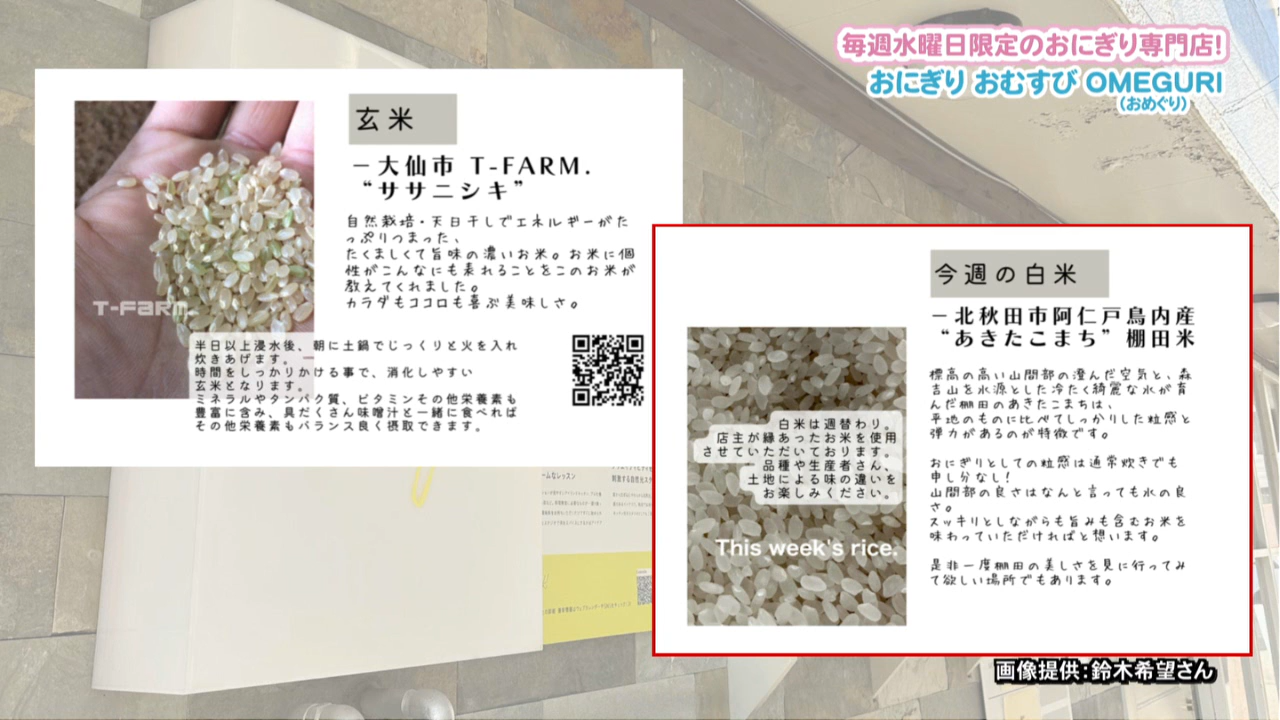 毎週水曜日限定のおにぎり専門店!
おにぎり おむすび OMEGURI
(おめぐり)
玄米
－大仙市 T-FARM.
“ササニシキ”
自然栽培・天日干しでエネルギーがた
っぷりつまった、
たくましくて旨味の濃いお米。お米に個
性がこんなにも表れることをこのお米が
教えてくれました。
カラダもココロも喜ぶ美味しさ。
T-FARM.
半日以上浸水後、朝に土鍋でじっくりと火を入れ
炊きあげます。
時間をしっかりかける事で、消化しやすい
玄米となります。
ミネラルやタンパク質、ビタミンその他栄養素も
豊富に含み、具だくさん味噌汁と一緒に食べれば
その他栄養素もバランス良く摂取できます。
今週の白米
－北秋田市阿仁戸鳥内産
“あきたこまち” 棚田米
標高の高い山間部の澄んだ空気と、森
吉山を水源とした冷たく綺麗な水が育
んだ棚田のあきたこまちは、
平地のものに比べてしっかりした粒感と
弾力があるのが特徴です。
おにぎりとしての粒感は通常炊きでも
申し分なし!
山間部の良さはなんと言っても水の良
さ。
スッキリとしながらも旨みも含むお米を
味わっていただければと想います。
是非一度棚田の美しさを見に行ってみ
て欲しい場所でもあります。
白米は週替わり。
店主が縁あったお米を使用
させていただいております。
品種や生産者さん、
土地による味の違いを
お楽しみください。
This week's rice.
画像提供:鈴木希望さん